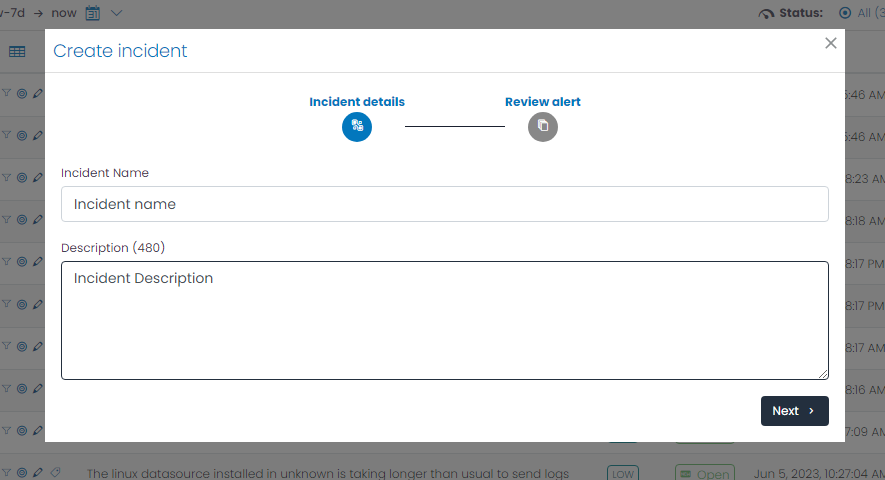 -7d → now
Status:
All (3
Create incident
Incident details
Review alert
Incident Name
Incident name
Description (480)
Incident Description
Next
5:46 AM
5:46 AM
8:23 AM
8:18 AM
8:17 PM
8:17 PM
8:17 AM
8:16 AM
7:09 AM
The linux datasource installed in unknown is taking longer than usual to send logs
LOW
Open
Jun 5, 2023, 10:27:04 AM